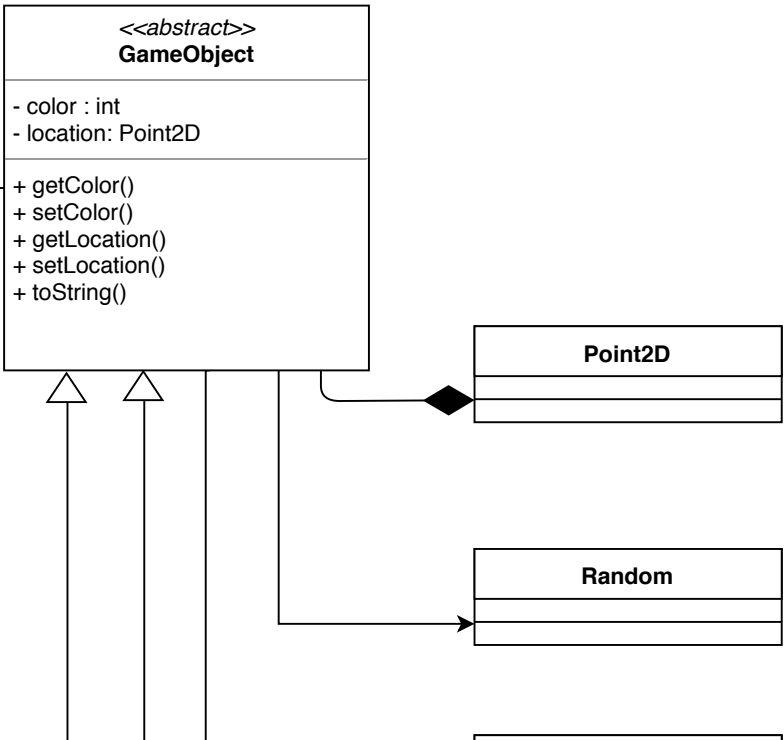 <<abstract>>
GameObject
- color : int
- location: Point2D
+ getColor()
+ setColor()
+ getLocation()
+ setLocation()
+ toString()
Point2D
Random